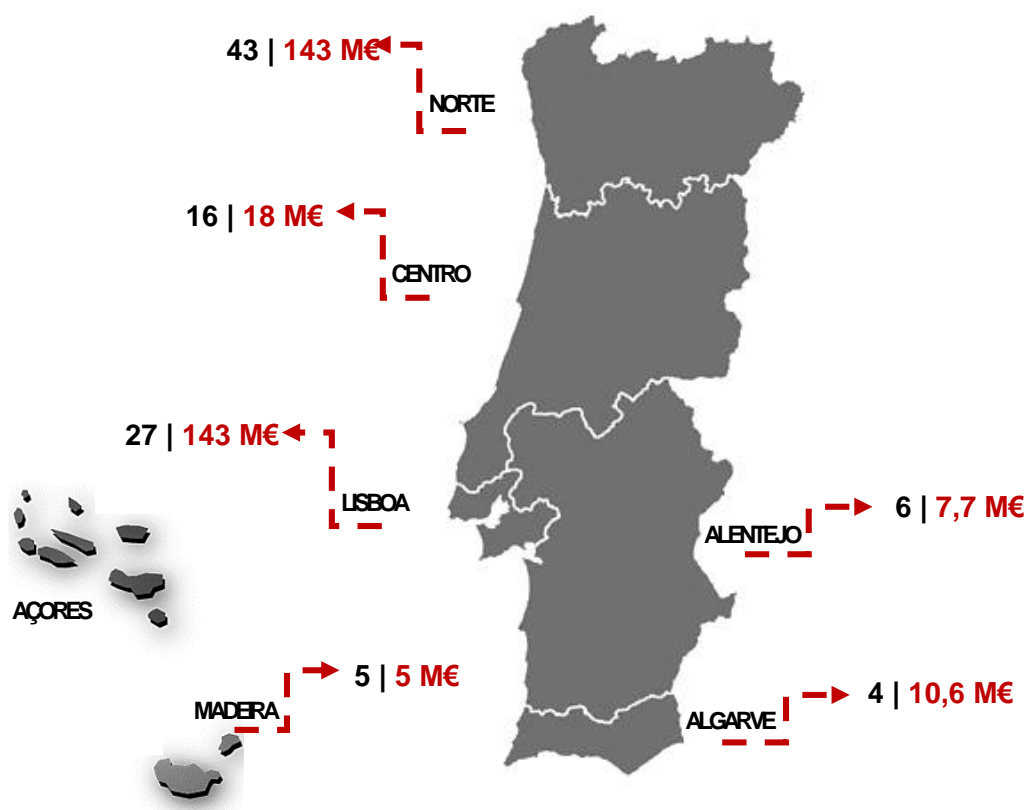 43 | 143 M€
NORTE
16 | 18 M€
CENTRO
27 | 143 M€
LISBOA
6 | 7,7 M€
ALENTEJO
AÇORES
5 | 5 M€
MADEIRA
4 | 10,6 M€
ALGARVE